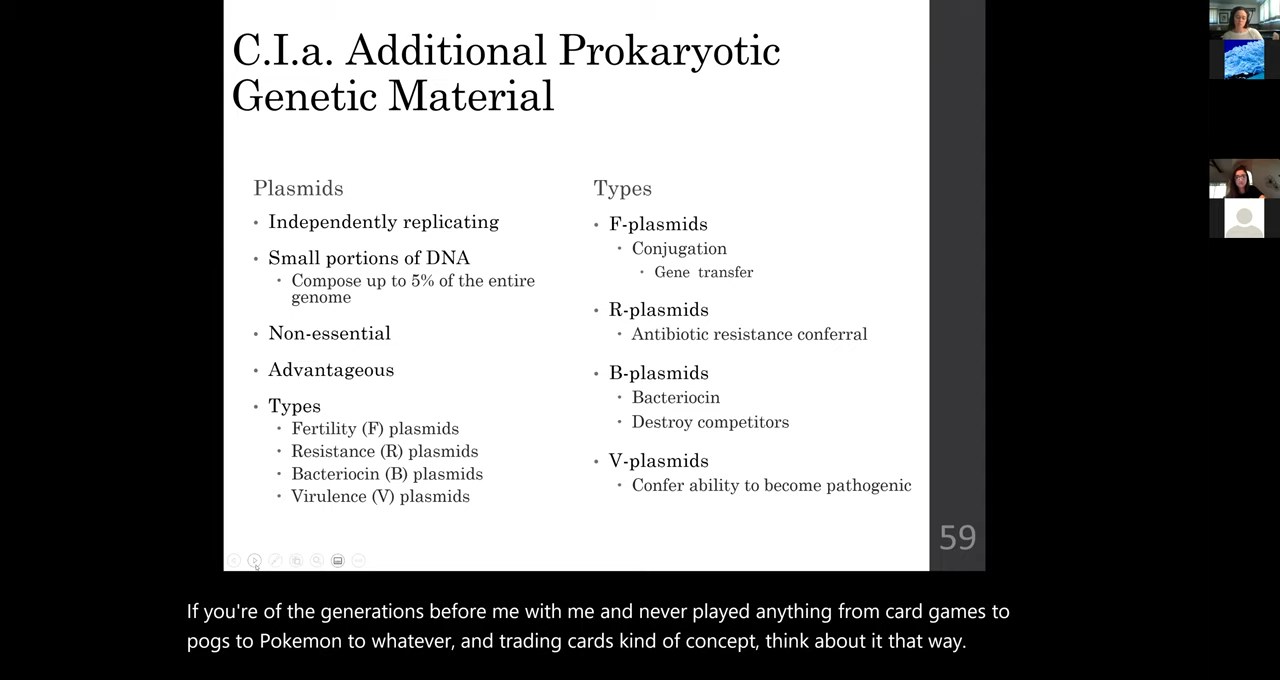 C.I.a. Additional Prokaryotic
Genetic Material
Plasmids
• Independently replicating
• Small portions of DNA
• Compose up to 5% of the entire
genome
• Non-essential
• Advantageous
• Types
• Fertility (F) plasmids
• Resistance (R) plasmids
• Bacteriocin (B) plasmids
• Virulence (V) plasmids
Types
• F-plasmids
• Conjugation
• Gene transfer
• R-plasmids
• Antibiotic resistance conferral
• B-plasmids
• Bacteriocin
• Destroy competitors
• V-plasmids
• Confer ability to become pathogenic
59
If you're of the generations before me with me and never played anything from card games to
pogs to Pokemon to whatever, and trading cards kind of concept, think about it that way.